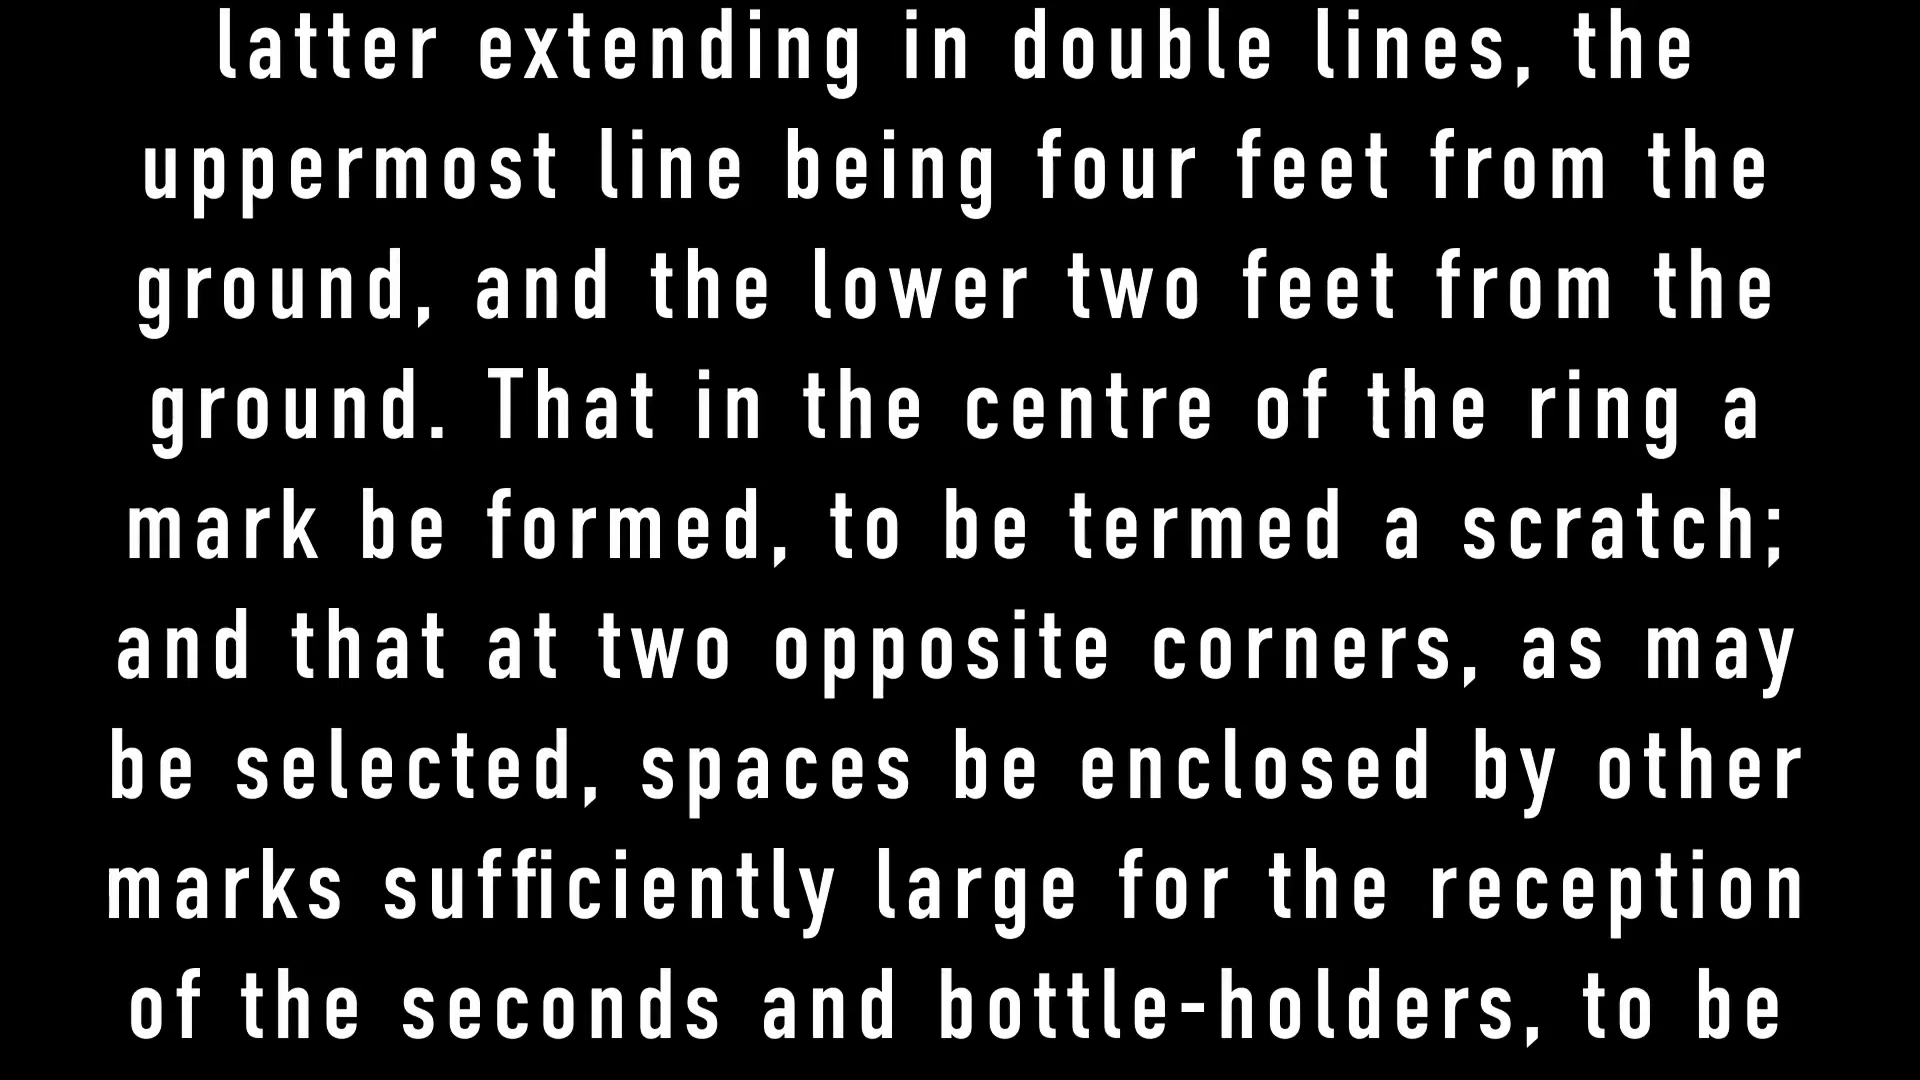 latter extending in double lines, the
uppermost line being four feet from the
ground, and the lower two feet from the
ground. That in the centre of the ring a
mark be formed, to be termed a scratch;
and that at two opposite corners, as may
be selected, spaces be enclosed by other
marks sufficiently large for the reception
of the seconds and bottle-holders, to be